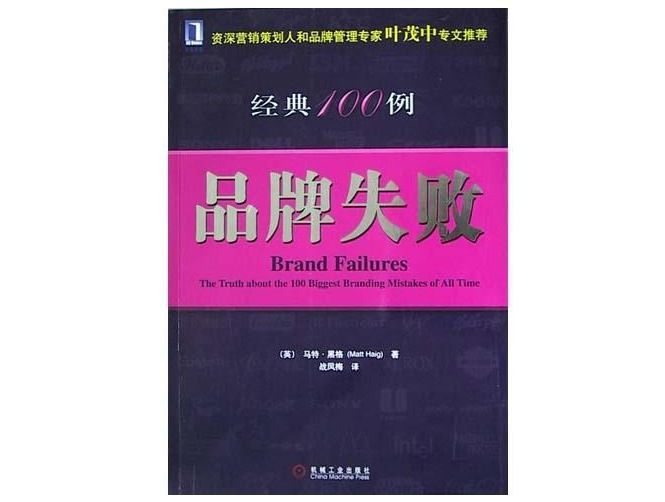 资深营销策划人和品牌管理专家叶茂中专文推荐
经典100例
品牌失败
Brand Failures
The Truth about the 100 Biggest Branding Mistakes of All Time
(英) 马特·黑格 (Matt Haig) 著
战凤梅 译
机械工业出版社
China Machine Press